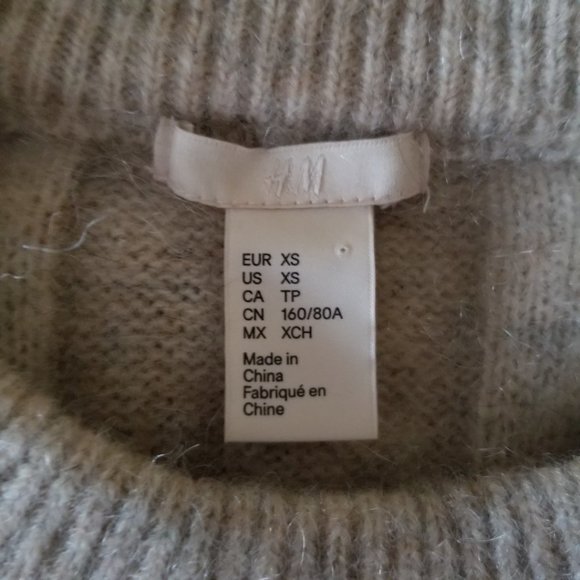 H&M
EUR XS
US XS
CA TP
CN 160/80A
MX XCH
Made in
China
Fabriqué en
Chine